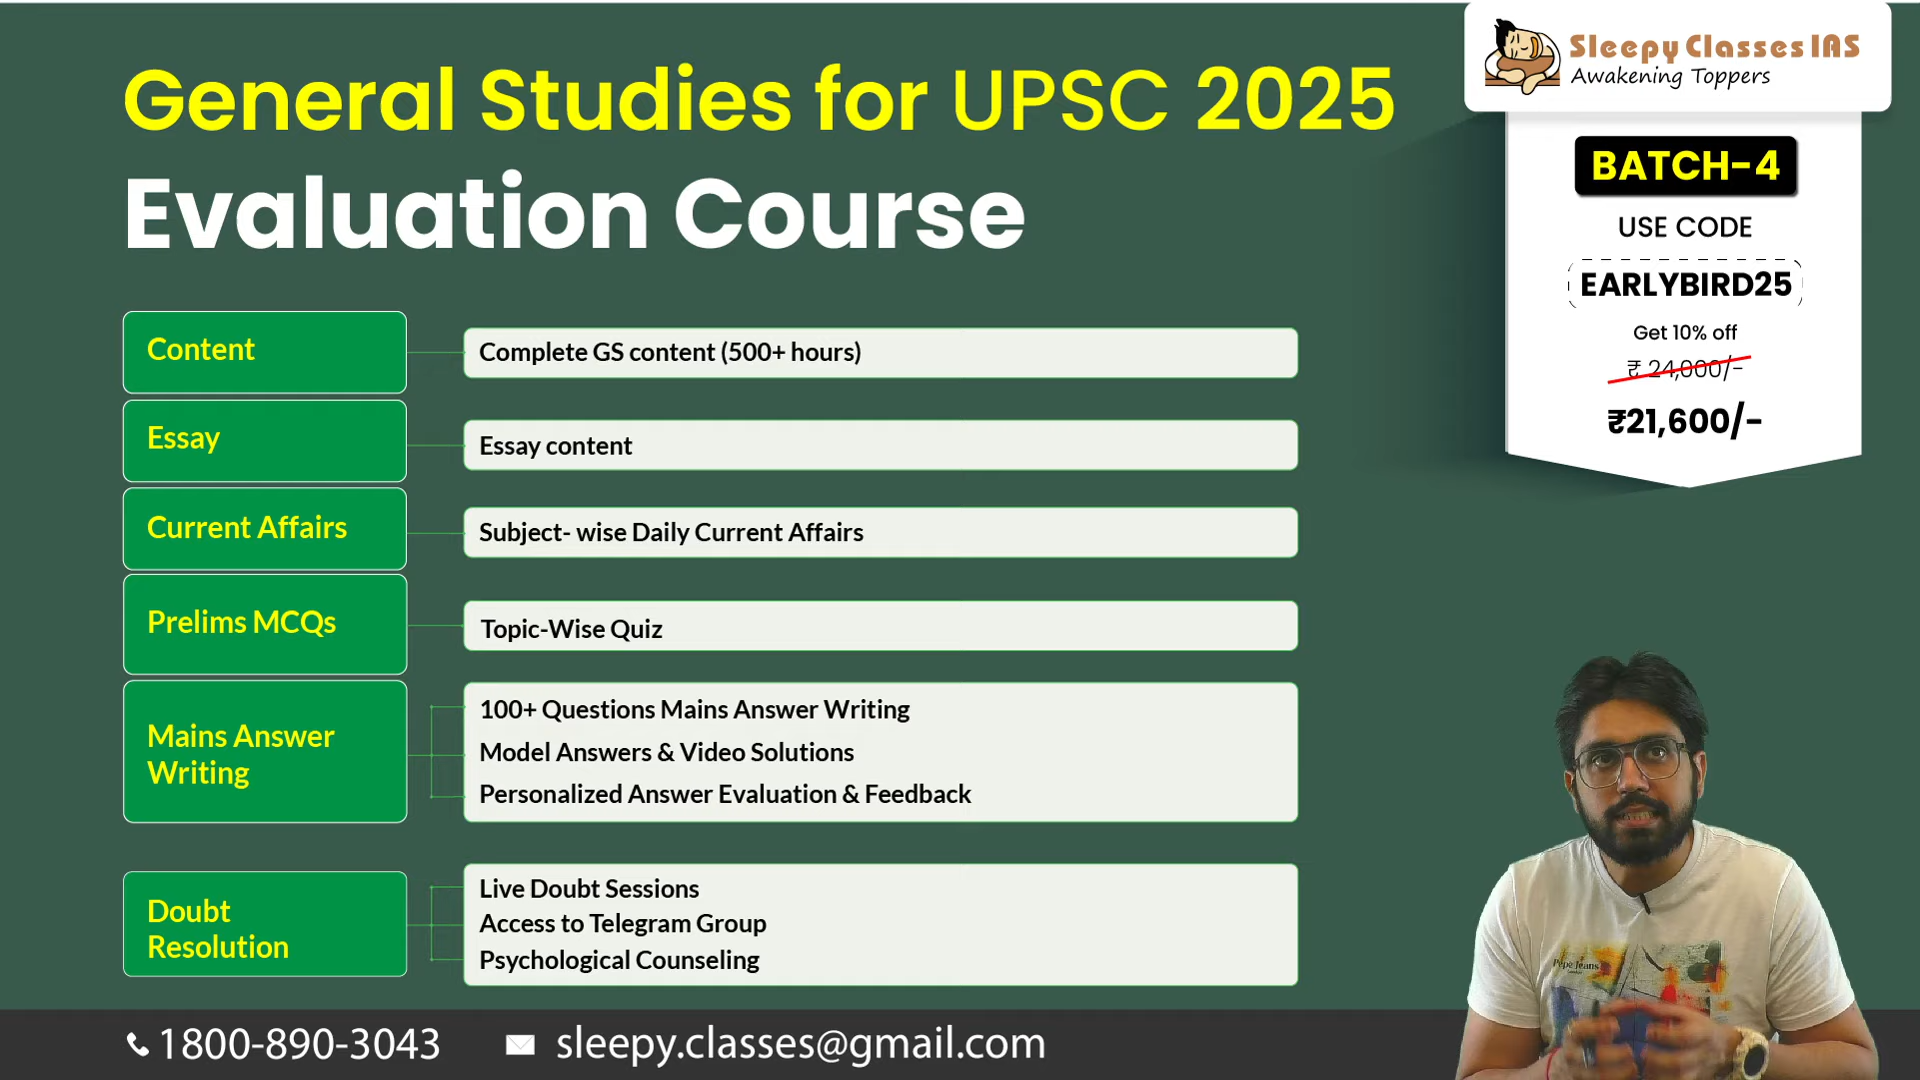 General Studies for UPSC 2025
Evaluation Course
Sleepy Classes IAS
Awakening Toppers
BATCH-4
USE CODE
EARLYBIRD25
Get 10% off
₹ 24,000/-
₹21,600/-
Content
Complete GS content (500+ hours)
Essay
Essay content
Current Affairs
Subject- wise Daily Current Affairs
Prelims MCQs
Topic-Wise Quiz
Mains Answer
Writing
100+ Questions Mains Answer Writing
Model Answers & Video Solutions
Personalized Answer Evaluation & Feedback
Doubt
Resolution
Live Doubt Sessions
Access to Telegram Group
Psychological Counseling
Pepe Jeans
1800-890-3043
sleepy.classes@gmail.com